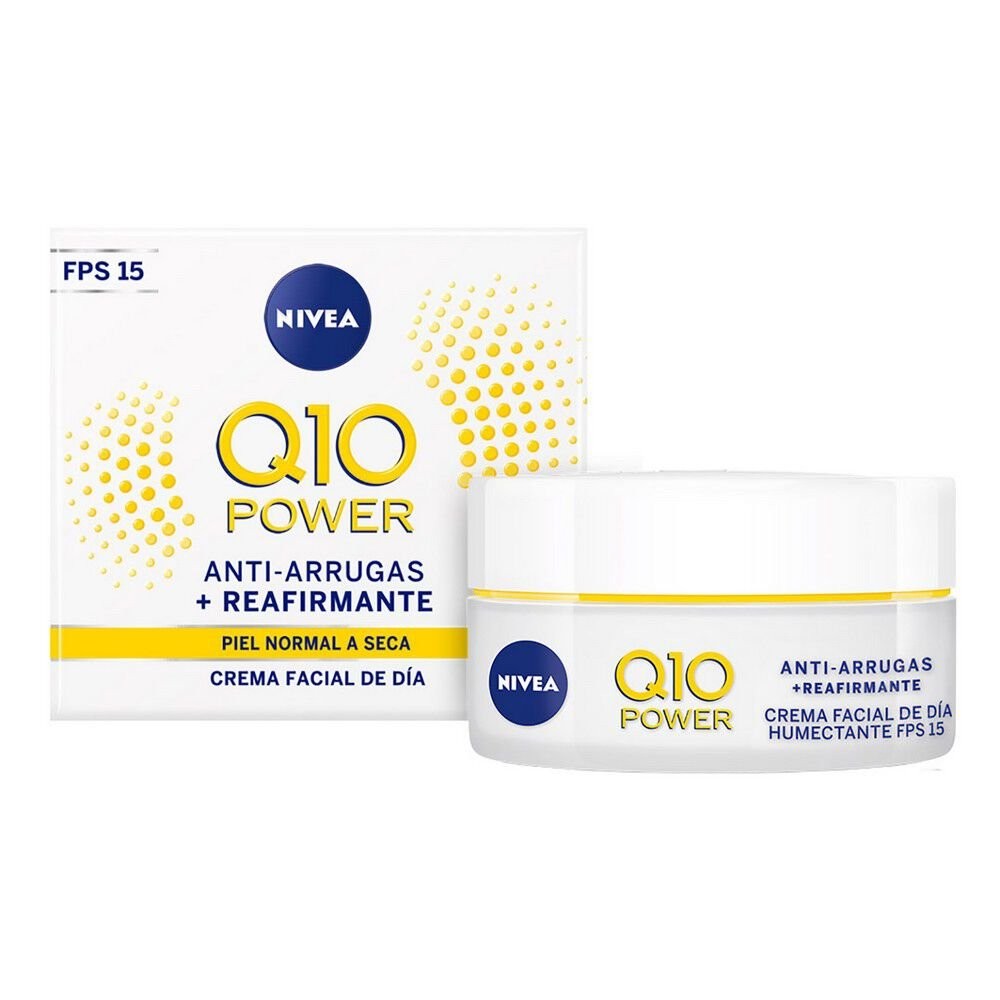 FPS 15
NIVEA
Q10
POWER
ANTI-ARRUGAS
+ REAFIRMANTE
PIEL NORMAL A SECA
CREMA FACIAL DE DÍA
NIVEA
Q10
POWER
ANTI-ARRUGAS
+REAFIRMANTE
CREMA FACIAL DE DÍA
HUMECTANTE FPS 15